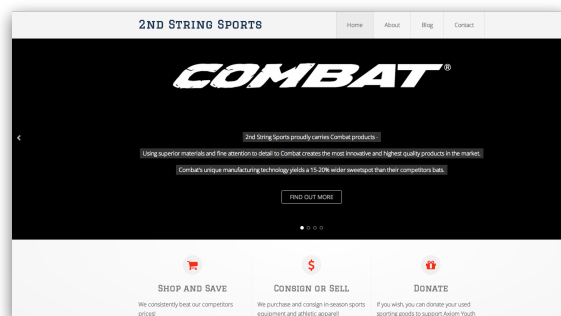 2ND STRING SPORTS
Home About Blog Contact
COMBAT®
2nd String Sports proudly carries Combat products -
Using superior materials and fine attention to detail to Combat creates the most innovative and highest quality products in the market.
Combat's unique manufacturing technology yields a 15-20% wider sweetspot than their competitors bats.
FIND OUT MORE
SHOP AND SAVE
We consistently beat our competitors
prices!
CONSIGN OR SELL
We purchase and consign in-season sports
equipment and athletic apparel!
DONATE
If you wish, you can donate your used
sporting goods to support Axiom Youth